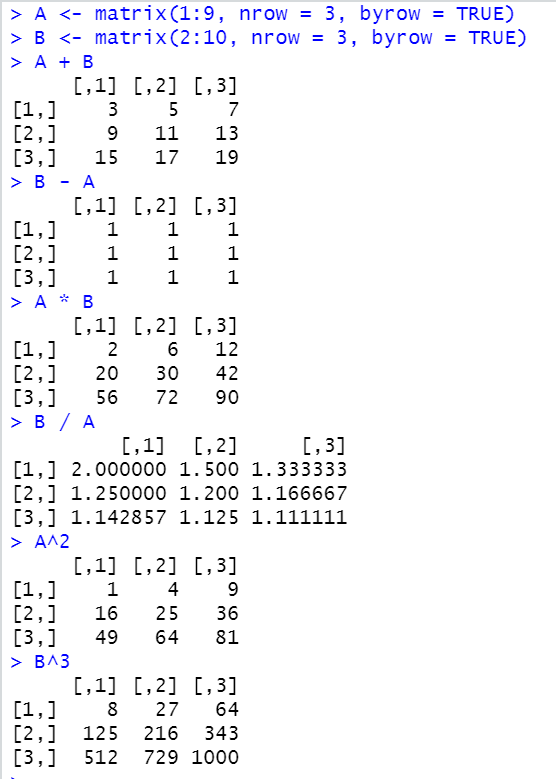 > A <- matrix(1:9, nrow = 3, byrow = TRUE)
> B <- matrix(2:10, nrow = 3, byrow = TRUE)
> A + B
     [,1] [,2] [,3]
[1,]    3    5    7
[2,]    9   11   13
[3,]   15   17   19
> B - A
     [,1] [,2] [,3]
[1,]    1    1    1
[2,]    1    1    1
[3,]    1    1    1
> A * B
     [,1] [,2] [,3]
[1,]    2    6   12
[2,]   20   30   42
[3,]   56   72   90
> B / A
         [,1]  [,2]     [,3]
[1,] 2.000000 1.500 1.333333
[2,] 1.250000 1.200 1.166667
[3,] 1.142857 1.125 1.111111
> A^2
     [,1] [,2] [,3]
[1,]    1    4    9
[2,]   16   25   36
[3,]   49   64   81
> B^3
     [,1] [,2] [,3]
[1,]    8   27   64
[2,]  125  216  343
[3,]  512  729 1000